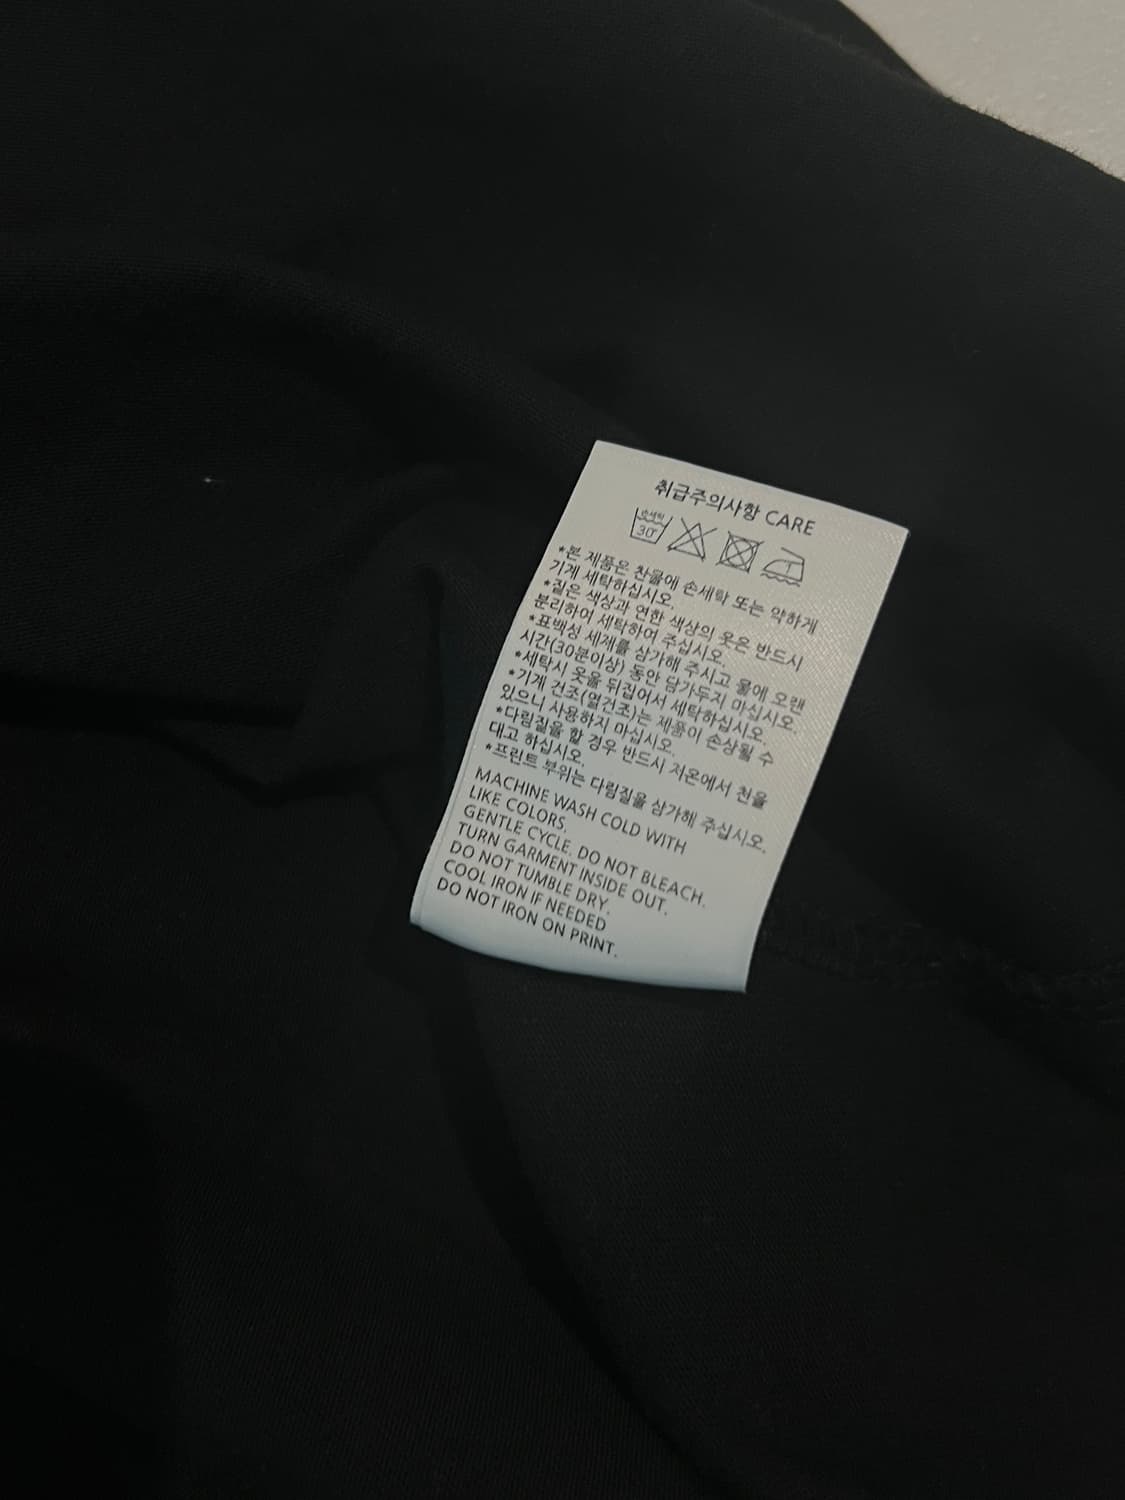 취급주의사항 CARE
손세탁
30°
*본 제품은 찬물에 손세탁 또는 약하게
기계 세탁하십시오.
*짙은 색상과 연한 색상의 옷은 반드시
분리하여 세탁하여 주십시오.
*표백성 세제를 삼가해 주시고 물에 오랜
시간(30분이상) 동안 담가두지 마십시오.
*세탁시 옷을 뒤집어서 세탁하십시오.
*기계 건조(열건조)는 제품이 손상될 수
있으니 사용하지 마십시오.
*다림질을 할 경우 반드시 저온에서 천을
대고 하십시오.
*프린트 부위는 다림질을 삼가해 주십시오.
MACHINE WASH COLD WITH
LIKE COLORS.
GENTLE CYCLE. DO NOT BLEACH.
TURN GARMENT INSIDE OUT.
DO NOT TUMBLE DRY.
COOL IRON IF NEEDED
DO NOT IRON ON PRINT.